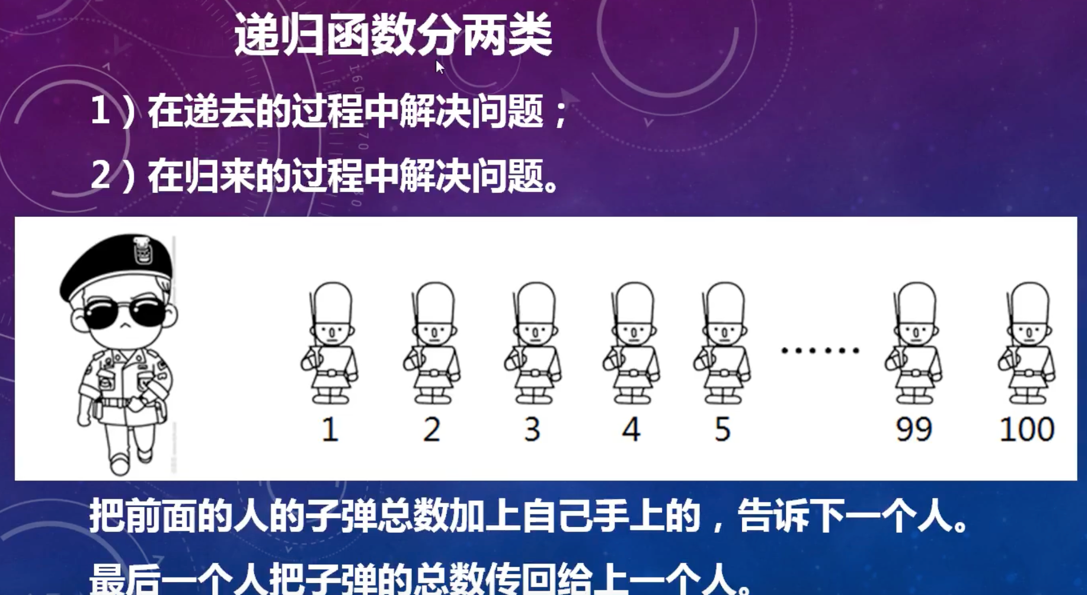 递归函数分两类
1）在递去的过程中解决问题；
2）在归来的过程中解决问题。
1 2 3 4 5 …… 99 100
把前面的人的子弹总数加上自己手上的，告诉下一个人。
最后一个人把子弹的总数传回给上一个人。